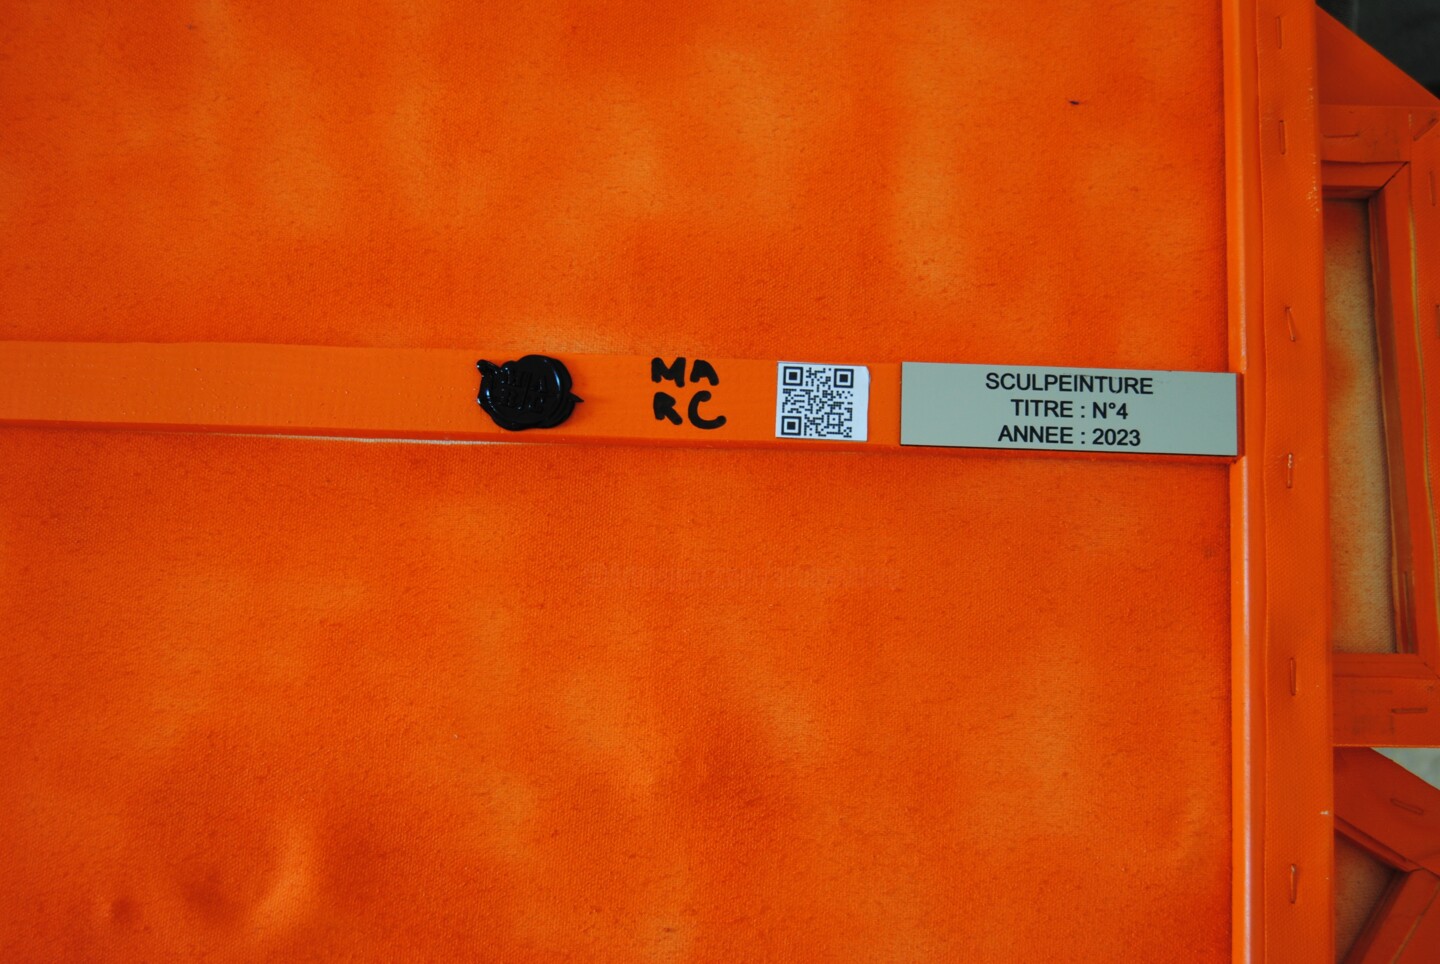 MA
RC
SCULPEINTURE
TITRE : N°4
ANNEE : 2023